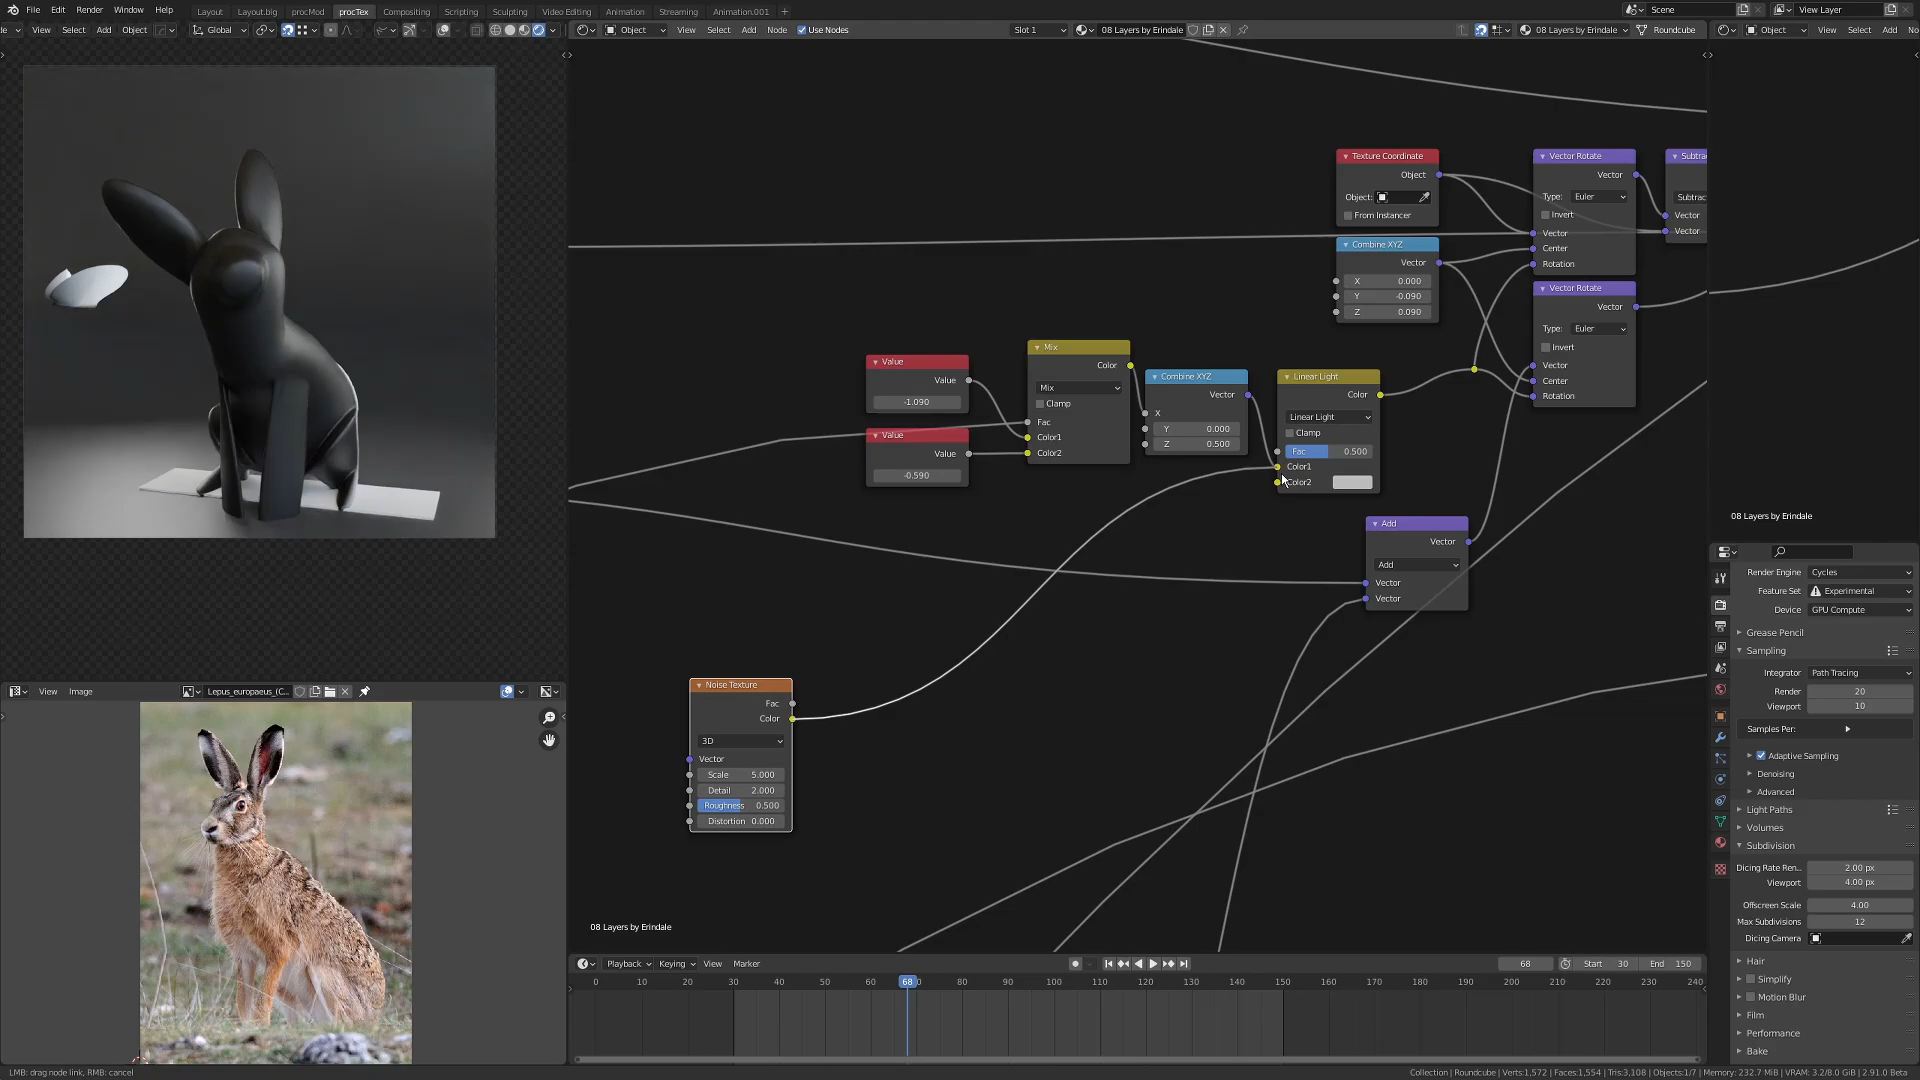 File Edit Render Window Help Layout Layout.big procMod procTex Compositing Scripting Sculpting Video Editing Animation Streaming Animation.001 Scene View Layer
View Select Add Object Global
Object View Select Add Node Use Nodes Slot 1 08 Layers by Erindale 08 Layers by Erindale Roundcube
Object View Select Add No
Texture Coordinate
Object
Object:
From Instancer
Vector Rotate
Vector
Type: Euler
Invert
Vector
Center
Rotation
Subtrac
Vector
Vector
Combine XYZ
Vector
X 0.000
Y -0.090
Z 0.090
Vector Rotate
Vector
Type: Euler
Invert
Vector
Center
Rotation
Value
Value
-1.090
Value
Value
-0.590
Mix
Color
Mix
Clamp
Fac
Color1
Color2
Combine XYZ
Vector
X
Y 0.000
Z 0.500
Linear Light
Color
Linear Light
Clamp
Fac 0.500
Color1
Color2
Add
Vector
Add
Vector
Vector
Noise Texture
Fac
Color
3D
Vector
Scale 5.000
Detail 2.000
Roughness 0.500
Distortion 0.000
08 Layers by Erindale
08 Layers by Erindale
View Image Lepus_europaeus_(C...
Render Engine Cycles
Feature Set Experimental
Device GPU Compute
Grease Pencil
Sampling
Integrator Path Tracing
Render 20
Viewport 10
Samples Per:
Adaptive Sampling
Denoising
Advanced
Light Paths
Volumes
Subdivision
Dicing Rate Ren... 2.00 px
Viewport 4.00 px
Offscreen Scale 4.00
Max Subdivisions 12
Dicing Camera
Hair
Simplify
Motion Blur
Film
Performance
Bake
Playback Keying View Marker 68 Start 30 End 150
0 10 20 30 40 50 60 68 80 90 100 110 120 130 140 150 160 170 180 190 200 210 220 230 240
LMB: drag node link, RMB: cancel
Collection | Roundcube | Verts:1,572 | Faces:1,554 | Tris:3,108 | Objects:1/7 | Memory: 232.7 MiB | VRAM: 3.2/8.0 GiB | 2.91.0 Beta